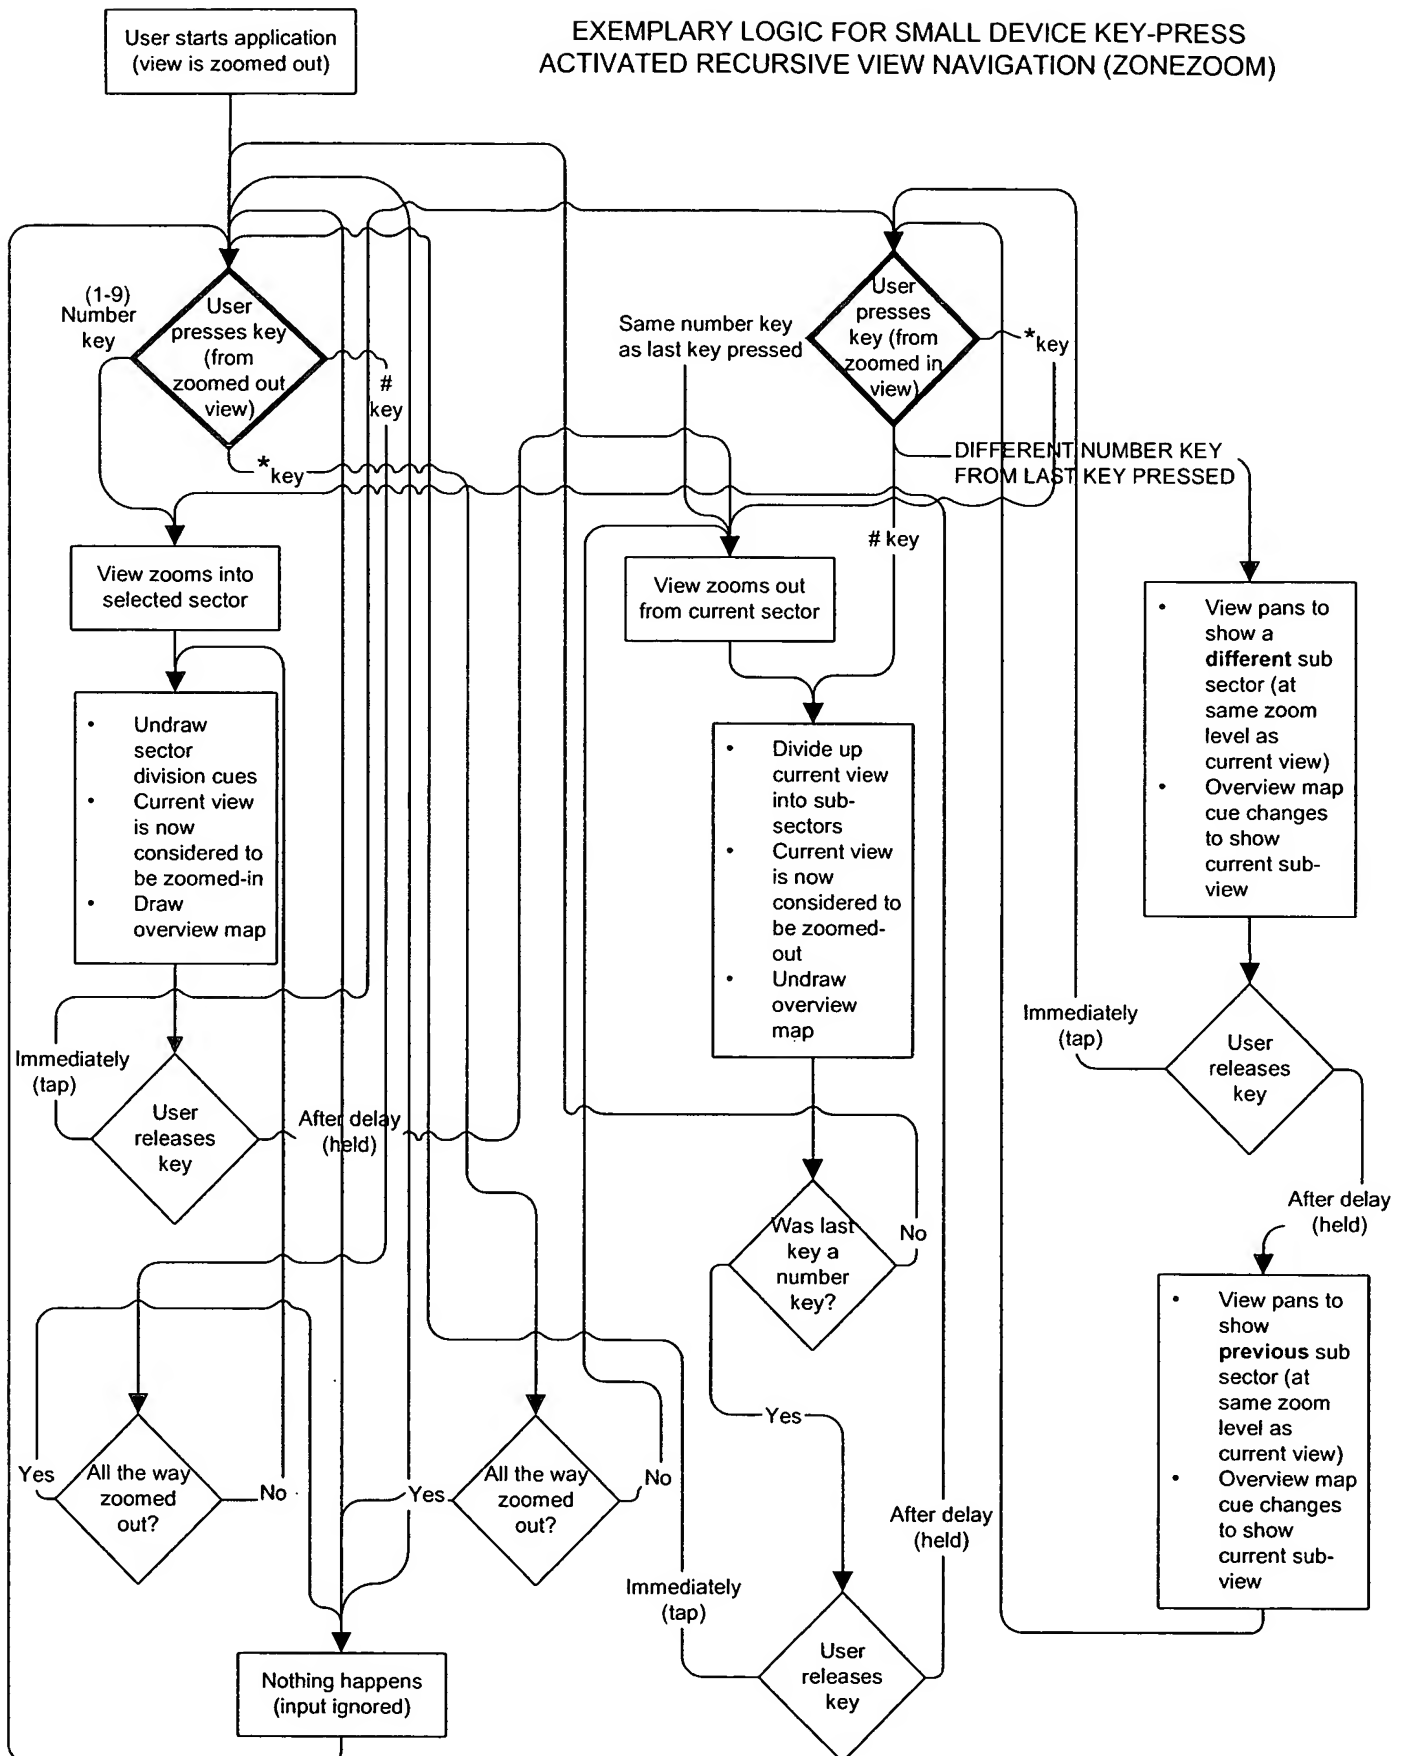 User starts application
(view is zoomed out)
EXEMPLARY LOGIC FOR SMALL DEVICE KEY-PRESS
ACTIVATED RECURSIVE VIEW NAVIGATION (ZONEZOOM)
(1-9)
Number
key
User
presses key
(from
zoomed out
view)
#
key
*key
Same number key
as last key pressed
User
presses
key (from
zoomed in
view)
*key
DIFFERENT NUMBER KEY
FROM LAST KEY PRESSED
# key
View zooms into
selected sector
View zooms out
from current sector
• Undraw
sector
division cues
• Current view
is now
considered to
be zoomed-in
• Draw
overview map
• Divide up
current view
into sub-
sectors
• Current view
is now
considered to
be zoomed-
out
• Undraw
overview
map
• View pans to
show a
different sub
sector (at
same zoom
level as
current view)
• Overview map
cue changes
to show
current sub-
view
Immediately
(tap)
User
releases
key
After delay
(held)
Immediately
(tap)
User
releases
key
After delay
(held)
Was last
key a
number
key?
No
Yes
• View pans to
show
previous sub
sector (at
same zoom
level as
current view)
• Overview map
cue changes
to show
current sub-
view
Yes
All the way
zoomed
out?
No
Yes
All the way
zoomed
out?
No
After delay
(held)
Immediately
(tap)
User
releases
key
Nothing happens
(input ignored)